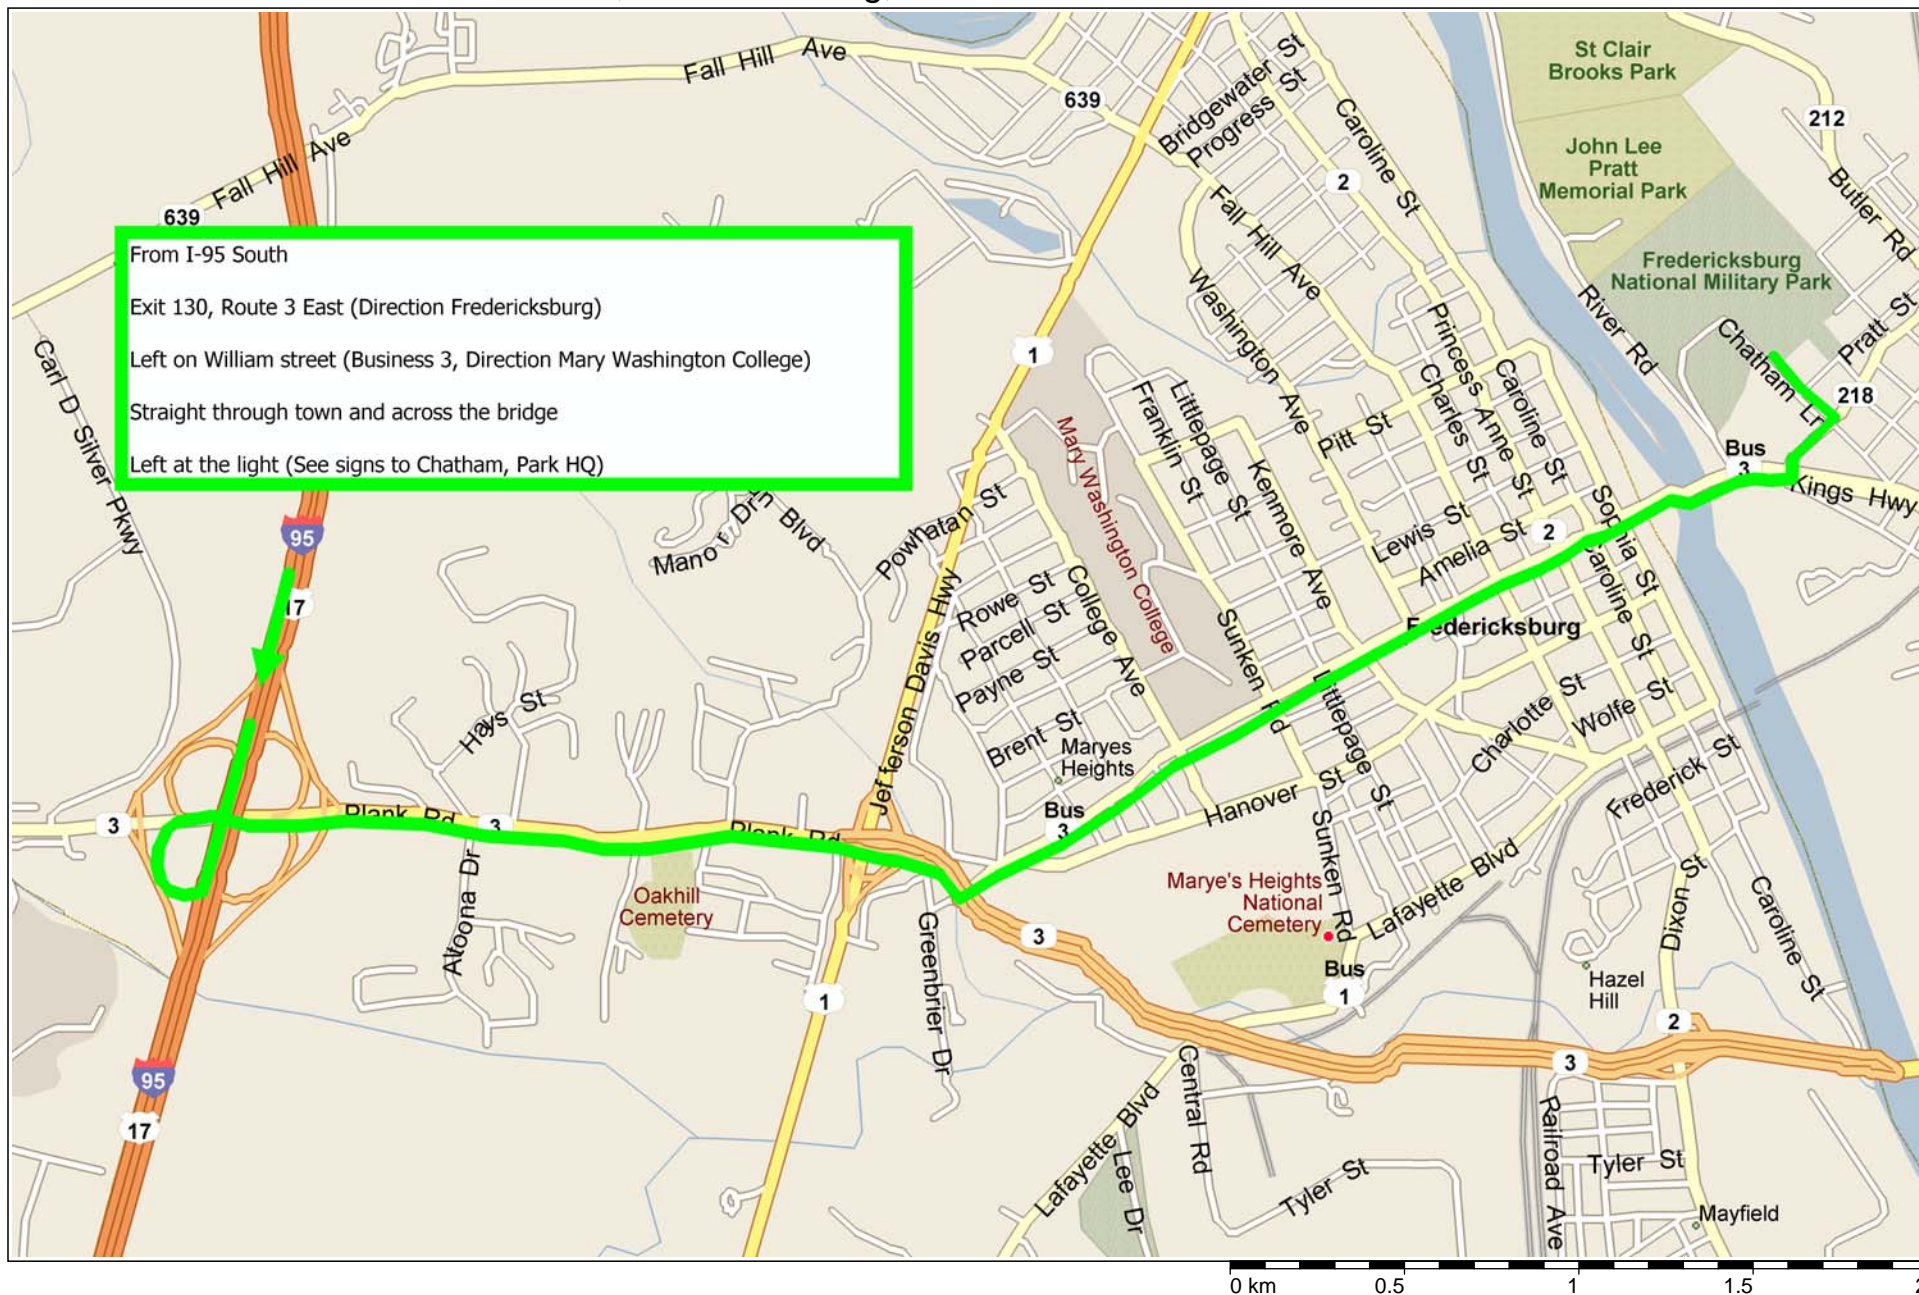 Fall Hill Ave
639
Bridgewater St
Progress St
Caroline St
2
St Clair
Brooks Park
212
John Lee
Pratt
Memorial Park
Butler Rd
Fall Hill Ave
639
From I-95 South
Exit 130, Route 3 East (Direction Fredericksburg)
Left on William street (Business 3, Direction Mary Washington College)
Straight through town and across the bridge
Left at the light (See signs to Chatham, Park HQ)
Fall Hill Ave
Washington Ave
Fredericksburg
National Military Park
River Rd
Chatham Ln
Pratt St
218
1
Carl D Silver Pkwy
Princess Anne St
Charles St
Caroline St
Littlepage St
Franklin St
Mary Washington College
Pitt St
Kenmore Ave
Bus
3
Kings Hwy
Sophia St
Lewis St
Amelia St
2
Blvd
Manor Dr
Powhatan St
95
17
Rowe St
Parcell St
Payne St
Brent St
College Ave
Sunken Rd
Littlepage St
Fredericksburg
Caroline St
Charlotte St
Wolfe St
Frederick St
Hays St
Jefferson Davis Hwy
Maryes
Heights
Bus
3
Hanover St
3
Plank Rd
3
Plank Rd
Altoona Dr
Oakhill
Cemetery
Greenbrier Dr
Marye's Heights
National
Cemetery
Sunken Rd
Lafayette Blvd
Dixon St
Caroline St
3
1
Bus
1
Hazel
Hill
2
3
95
17
Lafayette Blvd
Central Rd
Lee Dr
Tyler St
Railroad Ave
Tyler St
Mayfield
0 km
0.5
1
1.5